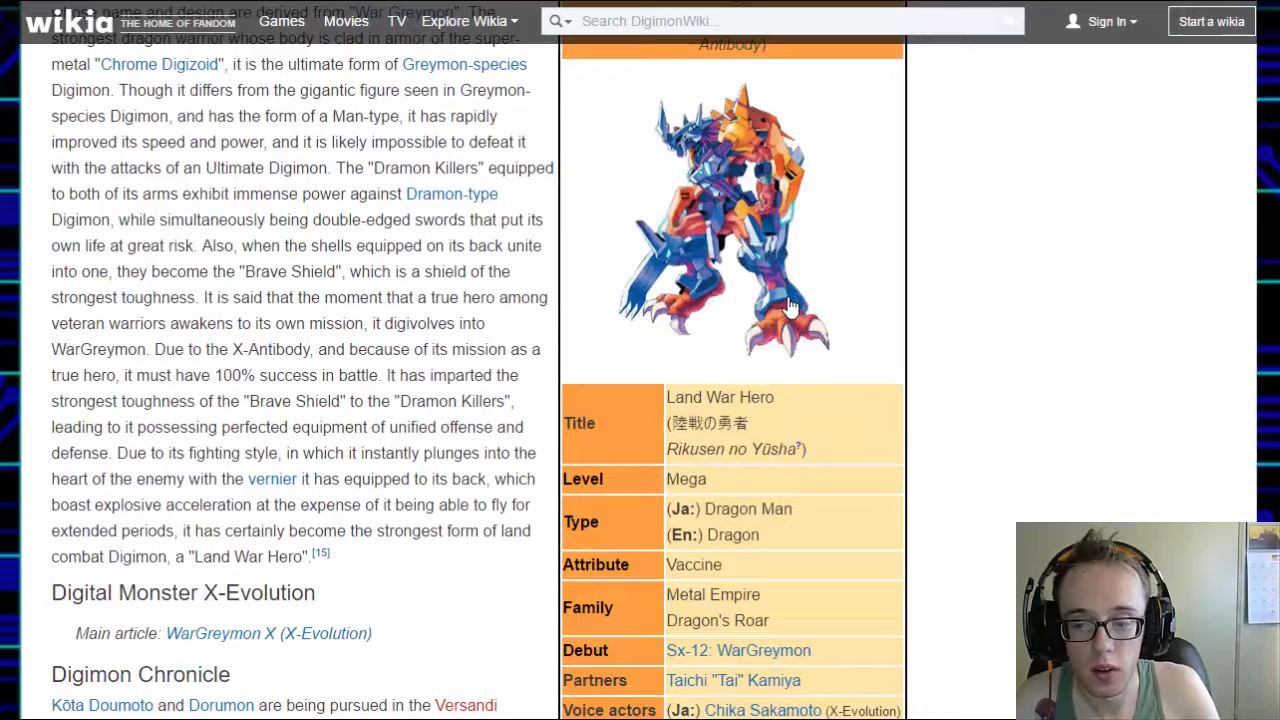 wikia THE HOME OF FANDOM Games Movies TV Explore Wikia Search DigimonWiki... Sign In Start a wikia
strongest dragon warrior whose body is clad in armor of the super-
metal "Chrome Digizoid", it is the ultimate form of Greymon-species
Digimon. Though it differs from the gigantic figure seen in Greymon-
species Digimon, and has the form of a Man-type, it has rapidly
improved its speed and power, and it is likely impossible to defeat it
with the attacks of an Ultimate Digimon. The "Dramon Killers" equipped
to both of its arms exhibit immense power against Dramon-type
Digimon, while simultaneously being double-edged swords that put its
own life at great risk. Also, when the shells equipped on its back unite
into one, they become the "Brave Shield", which is a shield of the
strongest toughness. It is said that the moment that a true hero among
veteran warriors awakens to its own mission, it digivolves into
WarGreymon. Due to the X-Antibody, and because of its mission as a
true hero, it must have 100% success in battle. It has imparted the
strongest toughness of the "Brave Shield" to the "Dramon Killers",
leading to it possessing perfected equipment of unified offense and
defense. Due to its fighting style, in which it instantly plunges into the
heart of the enemy with the vernier it has equipped to its back, which
boast explosive acceleration at the expense of it being able to fly for
extended periods, it has certainly become the strongest form of land
combat Digimon, a "Land War Hero".[15]
Digital Monster X-Evolution
Main article: WarGreymon X (X-Evolution)
Digimon Chronicle
Kōta Doumoto and Dorumon are being pursued in the Versandi
Antibody)
Title Land War Hero
(陸戦の勇者
Rikusen no Yūsha?)
Level Mega
Type (Ja:) Dragon Man
(En:) Dragon
Attribute Vaccine
Family Metal Empire
Dragon's Roar
Debut Sx-12: WarGreymon
Partners Taichi "Tai" Kamiya
Voice actors (Ja:) Chika Sakamoto (X-Evolution)